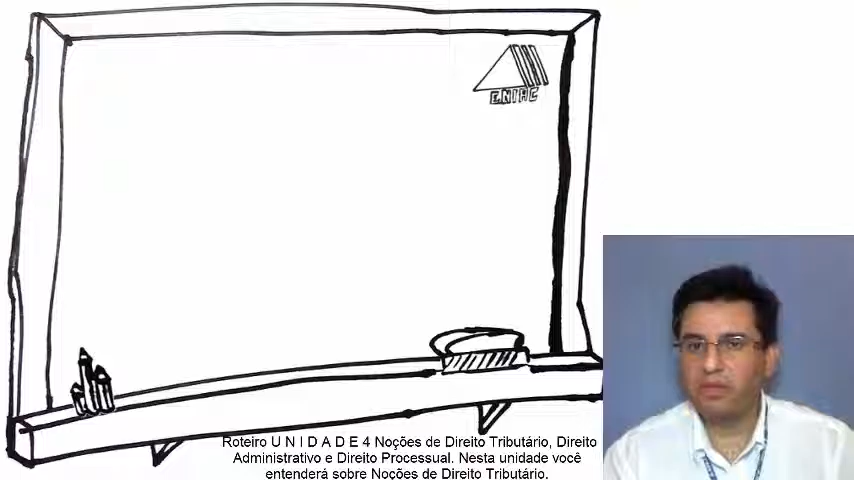 ENIAC
Roteiro U N I D A D E 4 Noções de Direito Tributário, Direito
Administrativo e Direito Processual. Nesta unidade você
entenderá sobre Noções de Direito Tributário.